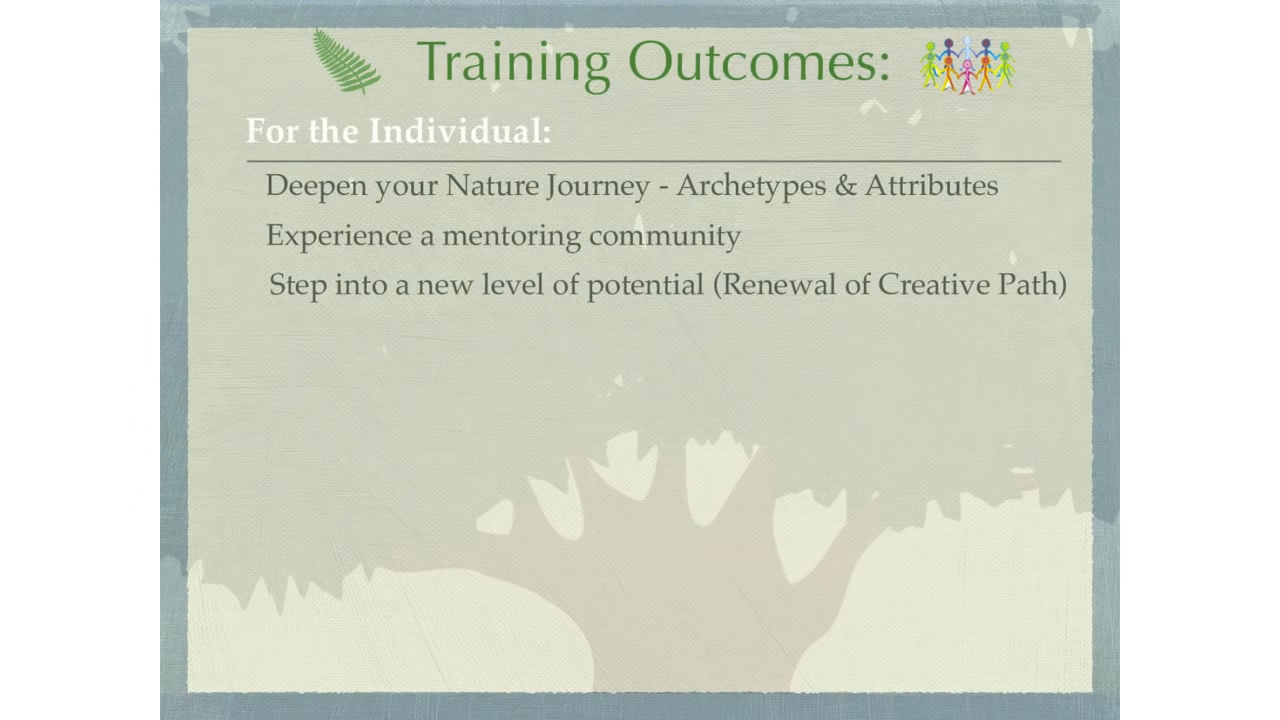 Training Outcomes:
For the Individual:
Deepen your Nature Journey - Archetypes & Attributes
Experience a mentoring community
Step into a new level of potential (Renewal of Creative Path)